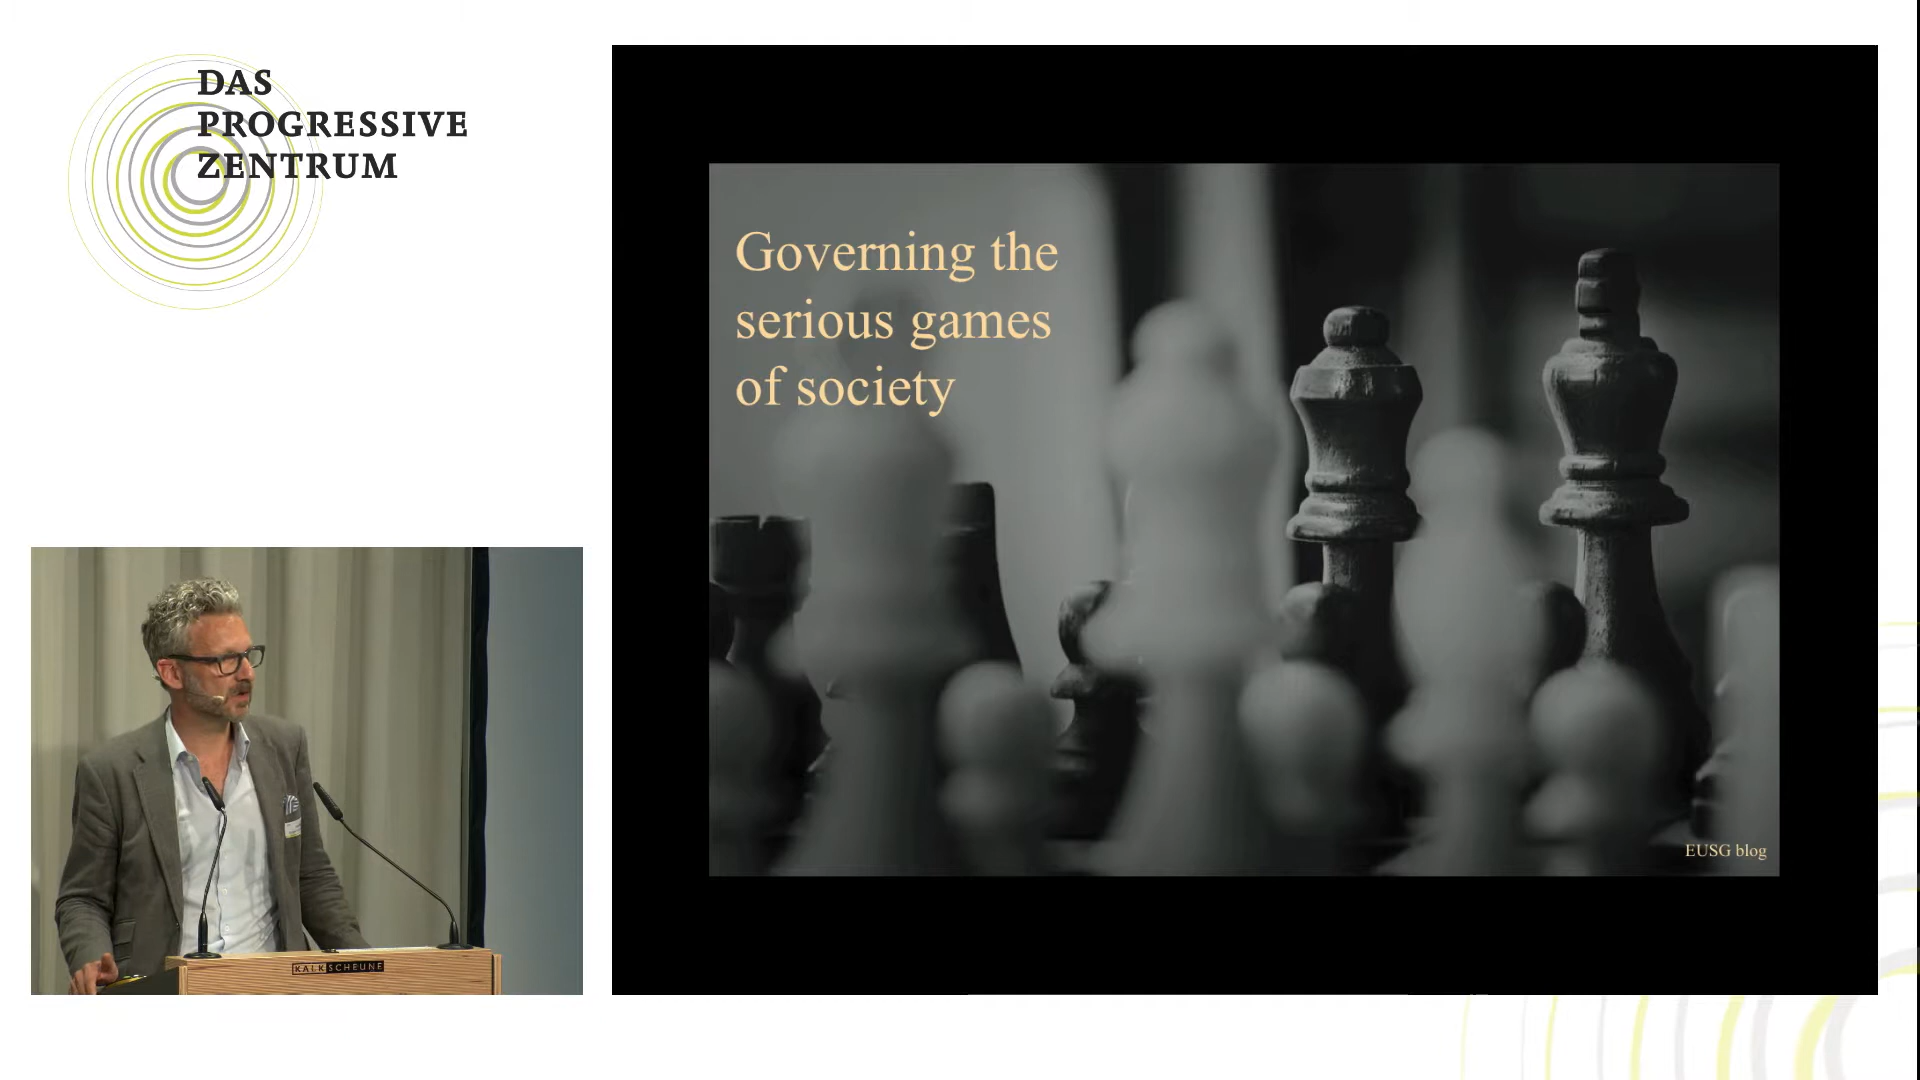 DAS
PROGRESSIVE
ZENTRUM
Governing the
serious games
of society
EUSG blog
KALKSCHEUNE